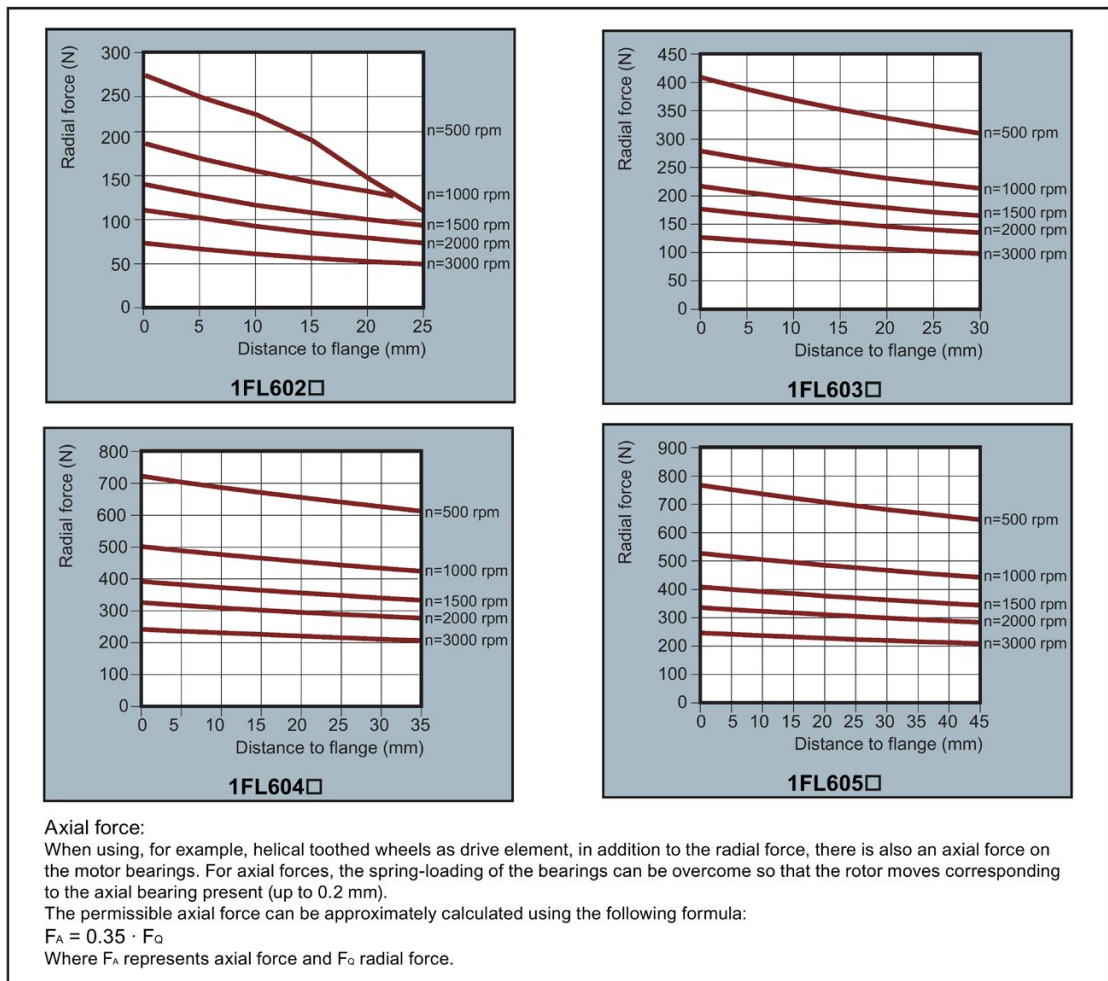 300
250
200
150
100
50
0
Radial force (N)
n=500 rpm
n=1000 rpm
n=1500 rpm
n=2000 rpm
n=3000 rpm
0 5 10 15 20 25
Distance to flange (mm)
1FL602□
450
400
350
300
250
200
150
100
50
0
Radial force (N)
n=500 rpm
n=1000 rpm
n=1500 rpm
n=2000 rpm
n=3000 rpm
0 5 10 15 20 25 30
Distance to flange (mm)
1FL603□
800
700
600
500
400
300
200
100
0
Radial force (N)
n=500 rpm
n=1000 rpm
n=1500 rpm
n=2000 rpm
n=3000 rpm
0 5 10 15 20 25 30 35
Distance to flange (mm)
1FL604□
900
800
700
600
500
400
300
200
100
0
Radial force (N)
n=500 rpm
n=1000 rpm
n=1500 rpm
n=2000 rpm
n=3000 rpm
0 5 10 15 20 25 30 35 40 45
Distance to flange (mm)
1FL605□
Axial force:
When using, for example, helical toothed wheels as drive element, in addition to the radial force, there is also an axial force on
the motor bearings. For axial forces, the spring-loading of the bearings can be overcome so that the rotor moves corresponding
to the axial bearing present (up to 0.2 mm).
The permissible axial force can be approximately calculated using the following formula:
FA = 0.35 · FQ
Where FA represents axial force and FQ radial force.